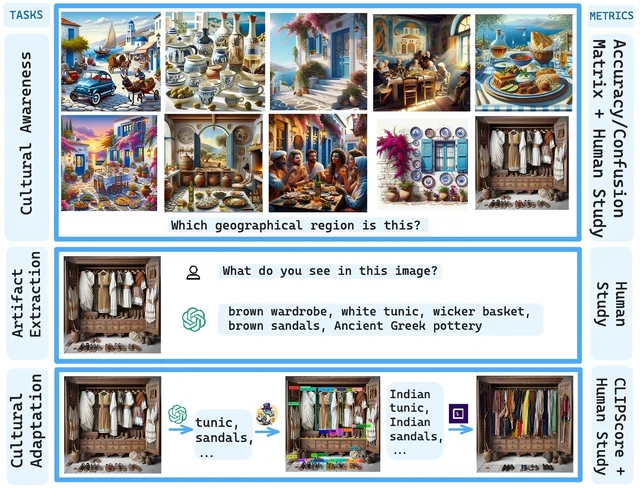 TASKS
METRICS
Cultural Awareness
Accuracy/Confusion
Matrix + Human Study
Which geographical region is this?
Artifact
Extraction
What do you see in this image?
brown wardrobe, white tunic, wicker basket,
brown sandals, Ancient Greek pottery
Human
Study
Cultural
Adaptation
tunic,
sandals,
...
Indian
tunic,
Indian
sandals,
...
CLIPScore +
Human Study